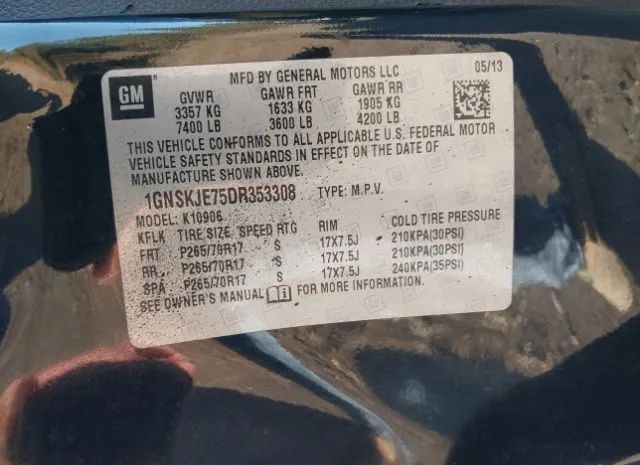 GM
MFD BY GENERAL MOTORS LLC 05/13
GVWR GAWR FRT GAWR RR
3357 KG 1633 KG 1905 KG
7400 LB 3600 LB 4200 LB
THIS VEHICLE CONFORMS TO ALL APPLICABLE U.S. FEDERAL MOTOR
VEHICLE SAFETY STANDARDS IN EFFECT ON THE DATE OF
MANUFACTURE SHOWN ABOVE.
1GNSKJE75DR353308 TYPE: M.P.V.
MODEL: K10906
KFLK TIRE SIZE SPEED RTG RIM COLD TIRE PRESSURE
FRT P265/70R17 S 17X7.5J 210KPA(30PSI)
RR P265/70R17 S 17X7.5J 210KPA(30PSI)
SPA P265/70R17 S 17X7.5J 240KPA(35PSI)
SEE OWNER'S MANUAL i FOR MORE INFORMATION.